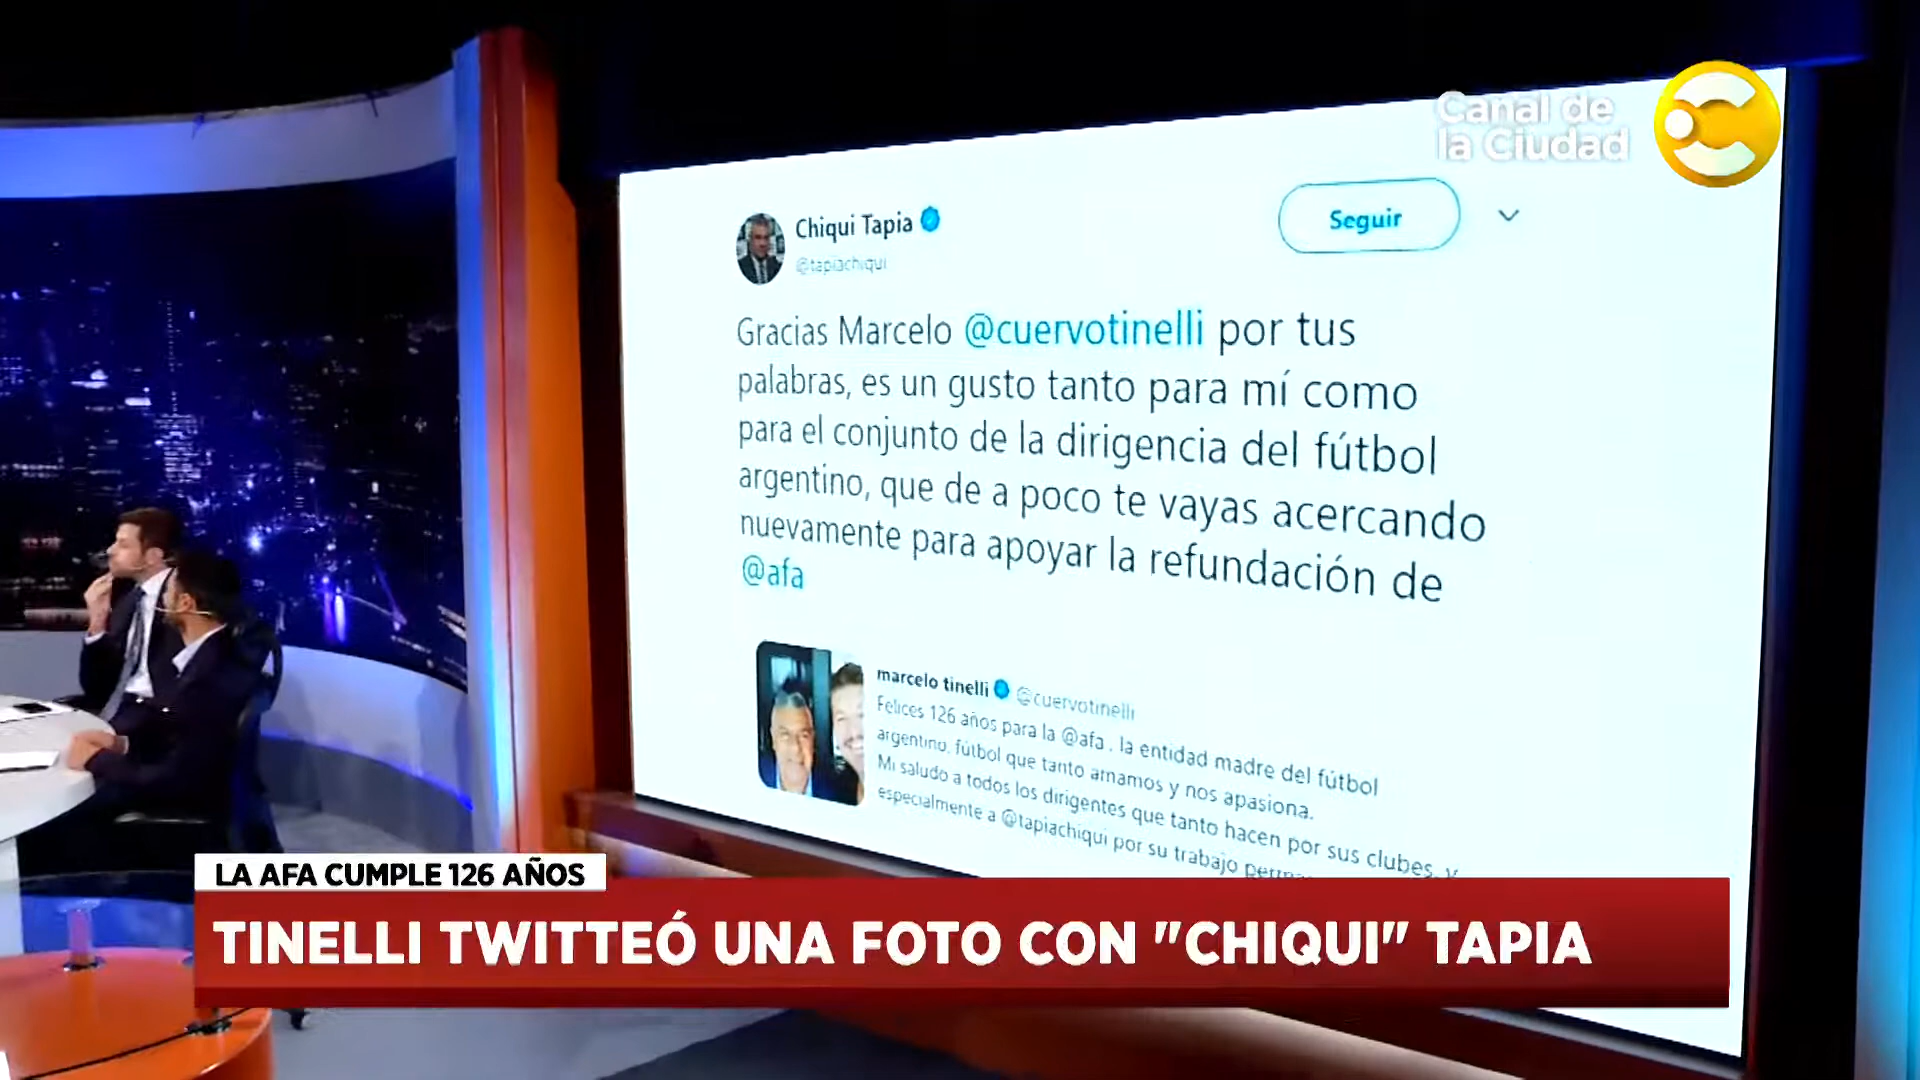 Canal de
la Ciudad
Chiqui Tapia
@tapiachiqui
Seguir
Gracias Marcelo @cuervotinelli por tus
palabras, es un gusto tanto para mí como
para el conjunto de la dirigencia del fútbol
argentino, que de a poco te vayas acercando
nuevamente para apoyar la refundación de
@afa
marcelo tinelli @cuervotinelli
Felices 126 años para la @afa , la entidad madre del fútbol
argentino, fútbol que tanto amamos y nos apasiona.
Mi saludo a todos los dirigentes que tanto hacen por sus clubes, y
especialmente a @tapiachiqui por su trabajo
LA AFA CUMPLE 126 AÑOS
TINELLI TWITTEÓ UNA FOTO CON "CHIQUI" TAPIA